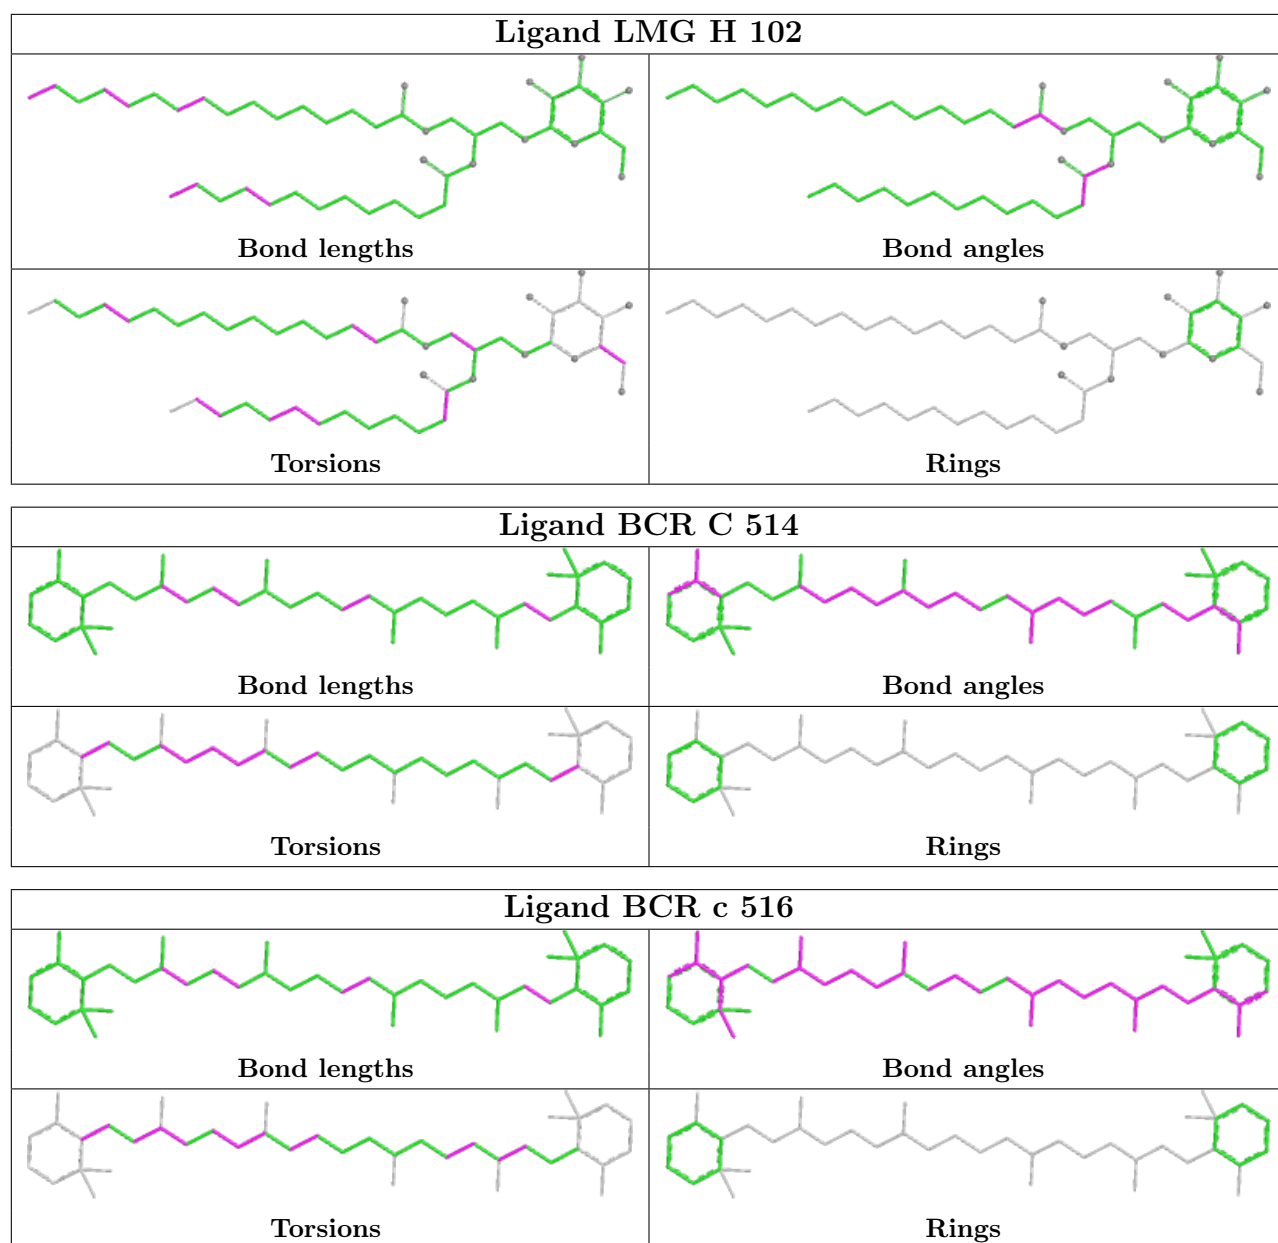 Ligand LMG H 102
Bond lengths
Bond angles
Torsions
Rings
Ligand BCR C 514
Bond lengths
Bond angles
Torsions
Rings
Ligand BCR c 516
Bond lengths
Bond angles
Torsions
Rings